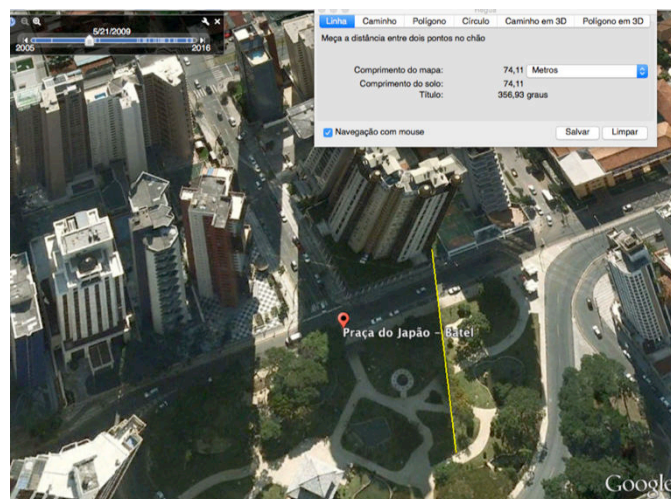 5/21/2009
2005
2016
Régua
Linha
Caminho
Polígono
Círculo
Caminho em 3D
Polígono em 3D
Meça a distância entre dois pontos no chão
Comprimento do mapa: 74,11 Metros
Comprimento do solo: 74,11
Título: 356,93 graus
Navegação com mouse
Salvar
Limpar
Praça do Japão - Batel
Google